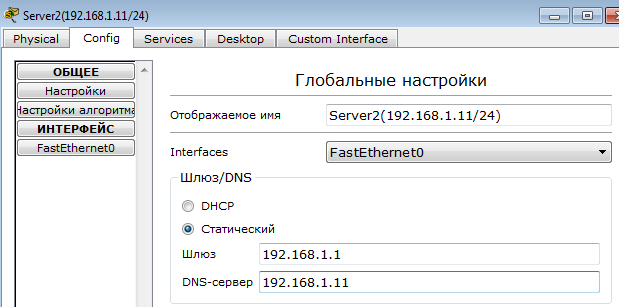 Server2(192.168.1.11/24)
Physical Config Services Desktop Custom Interface
ОБЩЕЕ
Настройки
Настройки алгоритма
ИНТЕРФЕЙС
FastEthernet0
Глобальные настройки
Отображаемое имя Server2(192.168.1.11/24)
Interfaces FastEthernet0
Шлюз/DNS
DHCP
Статический
Шлюз 192.168.1.1
DNS-сервер 192.168.1.11